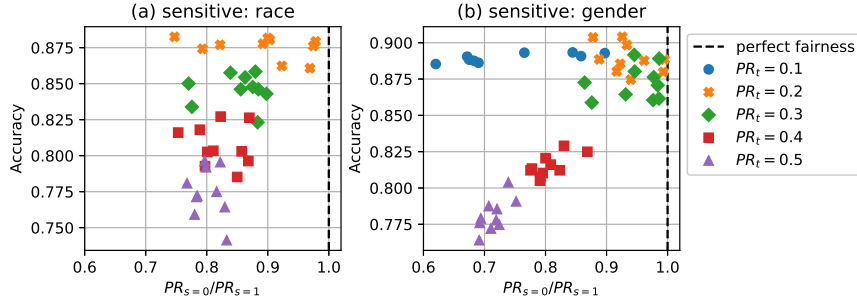 (a) sensitive: race
Accuracy
0.875
0.850
0.825
0.800
0.775
0.750
0.6 0.7 0.8 0.9 1.0
PRs=0/PRs=1
(b) sensitive: gender
Accuracy
0.900
0.875
0.850
0.825
0.800
0.775
0.6 0.7 0.8 0.9 1.0
PRs=0/PRs=1
perfect fairness
PRt = 0.1
PRt = 0.2
PRt = 0.3
PRt = 0.4
PRt = 0.5